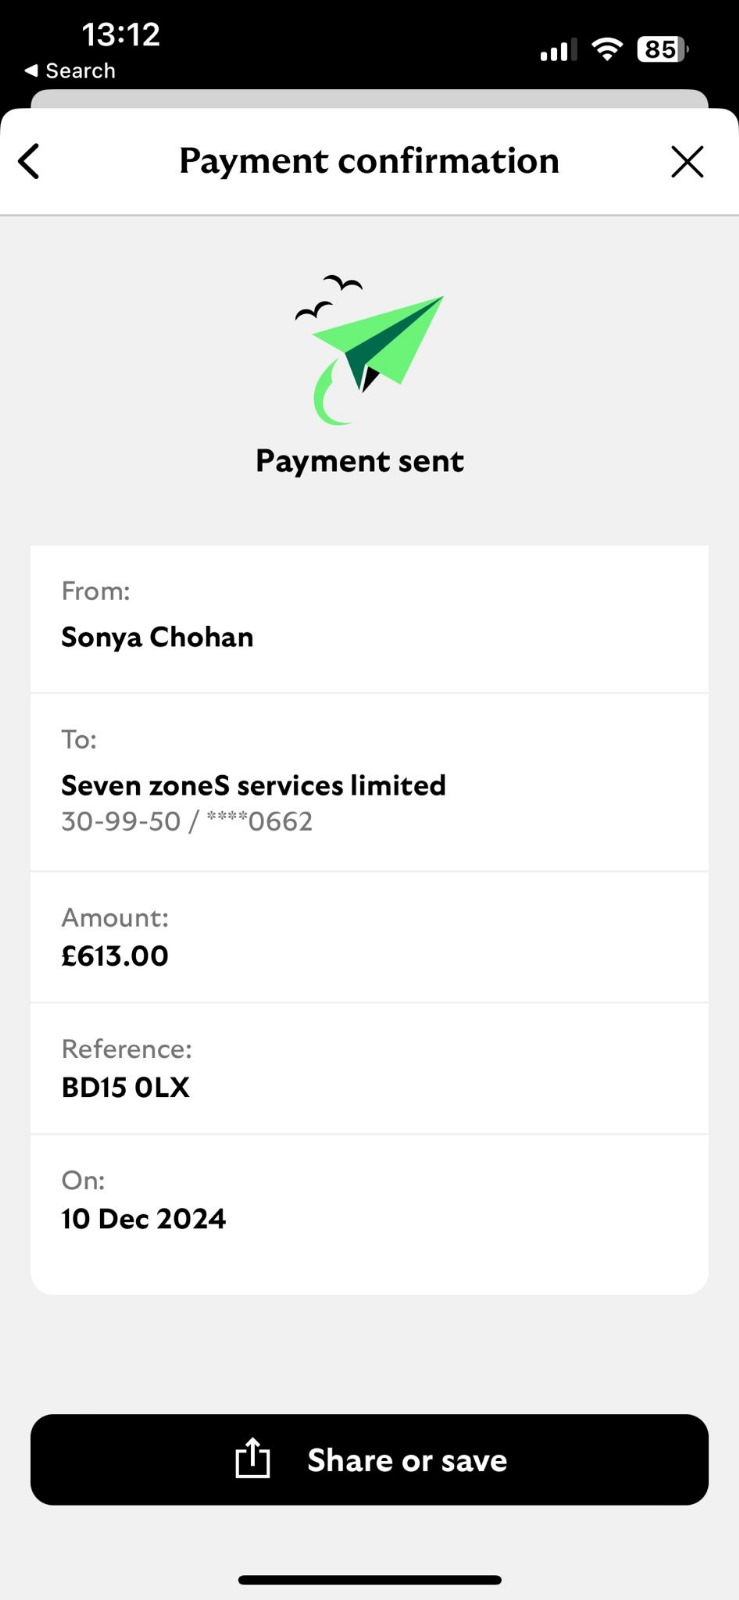 13:12
85
Search
Payment confirmation
Payment sent
From:
Sonya Chohan
To:
Seven zoneS services limited
30-99-50 / ****0662
Amount:
£613.00
Reference:
BD15 0LX
On:
10 Dec 2024
Share or save